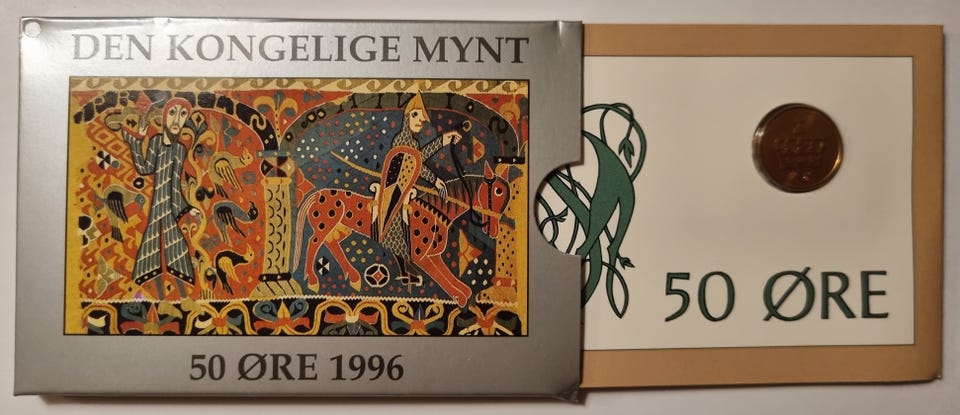 DEN KONGELIGE MYNT
50 ØRE 1996
50 ØRE